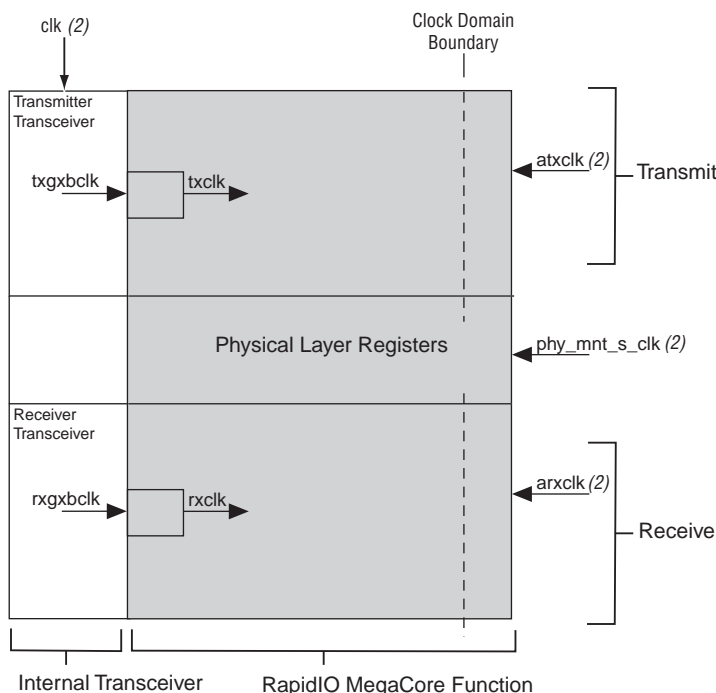 clk (2)
Clock Domain
Boundary
Transmitter
Transceiver
txgxbclk
txclk
atxclk (2)
Transmit
Physical Layer Registers
phy_mnt_s_clk (2)
Receiver
Transceiver
rxgxbclk
rxclk
arxclk (2)
Receive
Internal Transceiver
RapidIO MegaCore Function